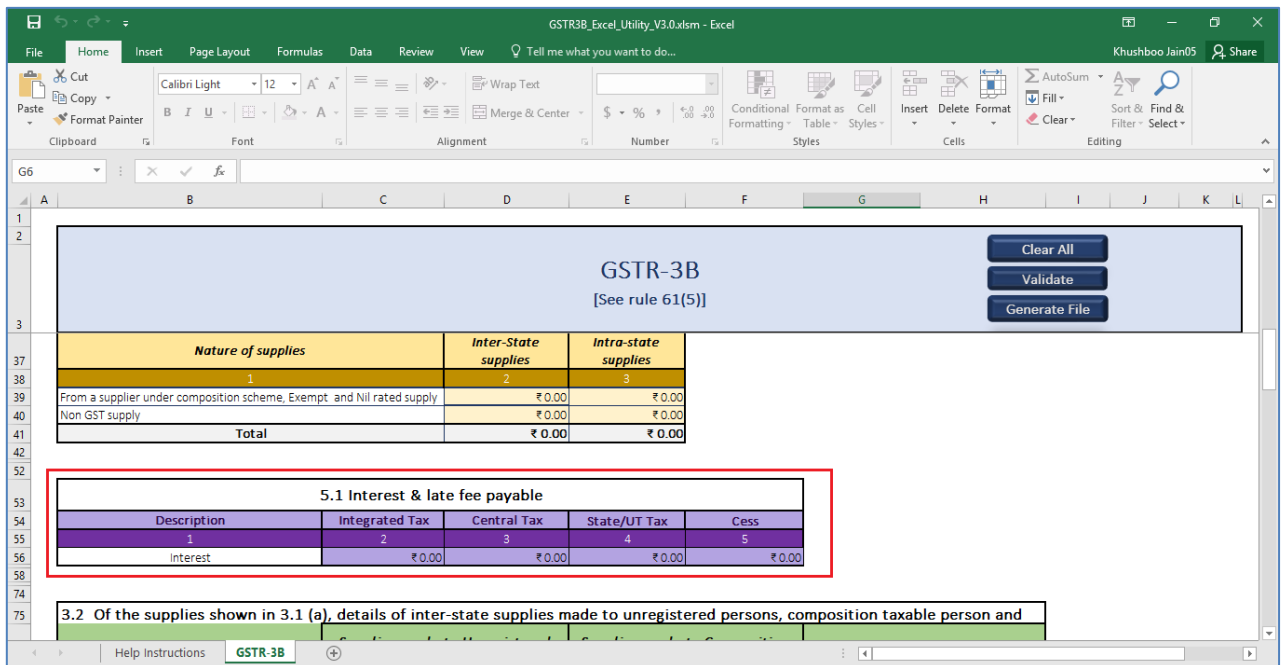 GSTR3B_Excel_Utility_V3.0.xlsm - Excel
File Home Insert Page Layout Formulas Data Review View Tell me what you want to do... Khushboo Jain05 Share
Paste
Cut
Copy
Format Painter
Clipboard
Calibri Light 12
B I U
Font
Wrap Text
Merge & Center
Alignment
$ % ,
Number
Conditional Formatting
Format as Table
Cell Styles
Styles
Insert Delete Format
Cells
AutoSum
Fill
Clear
Sort & Filter
Find & Select
Editing
G6 fx
A B C D E F G H I J K L
1
2
3
GSTR-3B
[See rule 61(5)]
Clear All
Validate
Generate File
37 Nature of supplies Inter-State supplies Intra-state supplies
38 1 2 3
39 From a supplier under composition scheme, Exempt and Nil rated supply ₹ 0.00 ₹ 0.00
40 Non GST supply ₹ 0.00 ₹ 0.00
41 Total ₹ 0.00 ₹ 0.00
42
52
53 5.1 Interest & late fee payable
54 Description Integrated Tax Central Tax State/UT Tax Cess
55 1 2 3 4 5
56 Interest ₹ 0.00 ₹ 0.00 ₹ 0.00 ₹ 0.00
58
74
75 3.2 Of the supplies shown in 3.1 (a), details of inter-state supplies made to unregistered persons, composition taxable person and
Help Instructions GSTR-3B